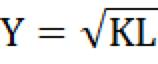 Y = √KL